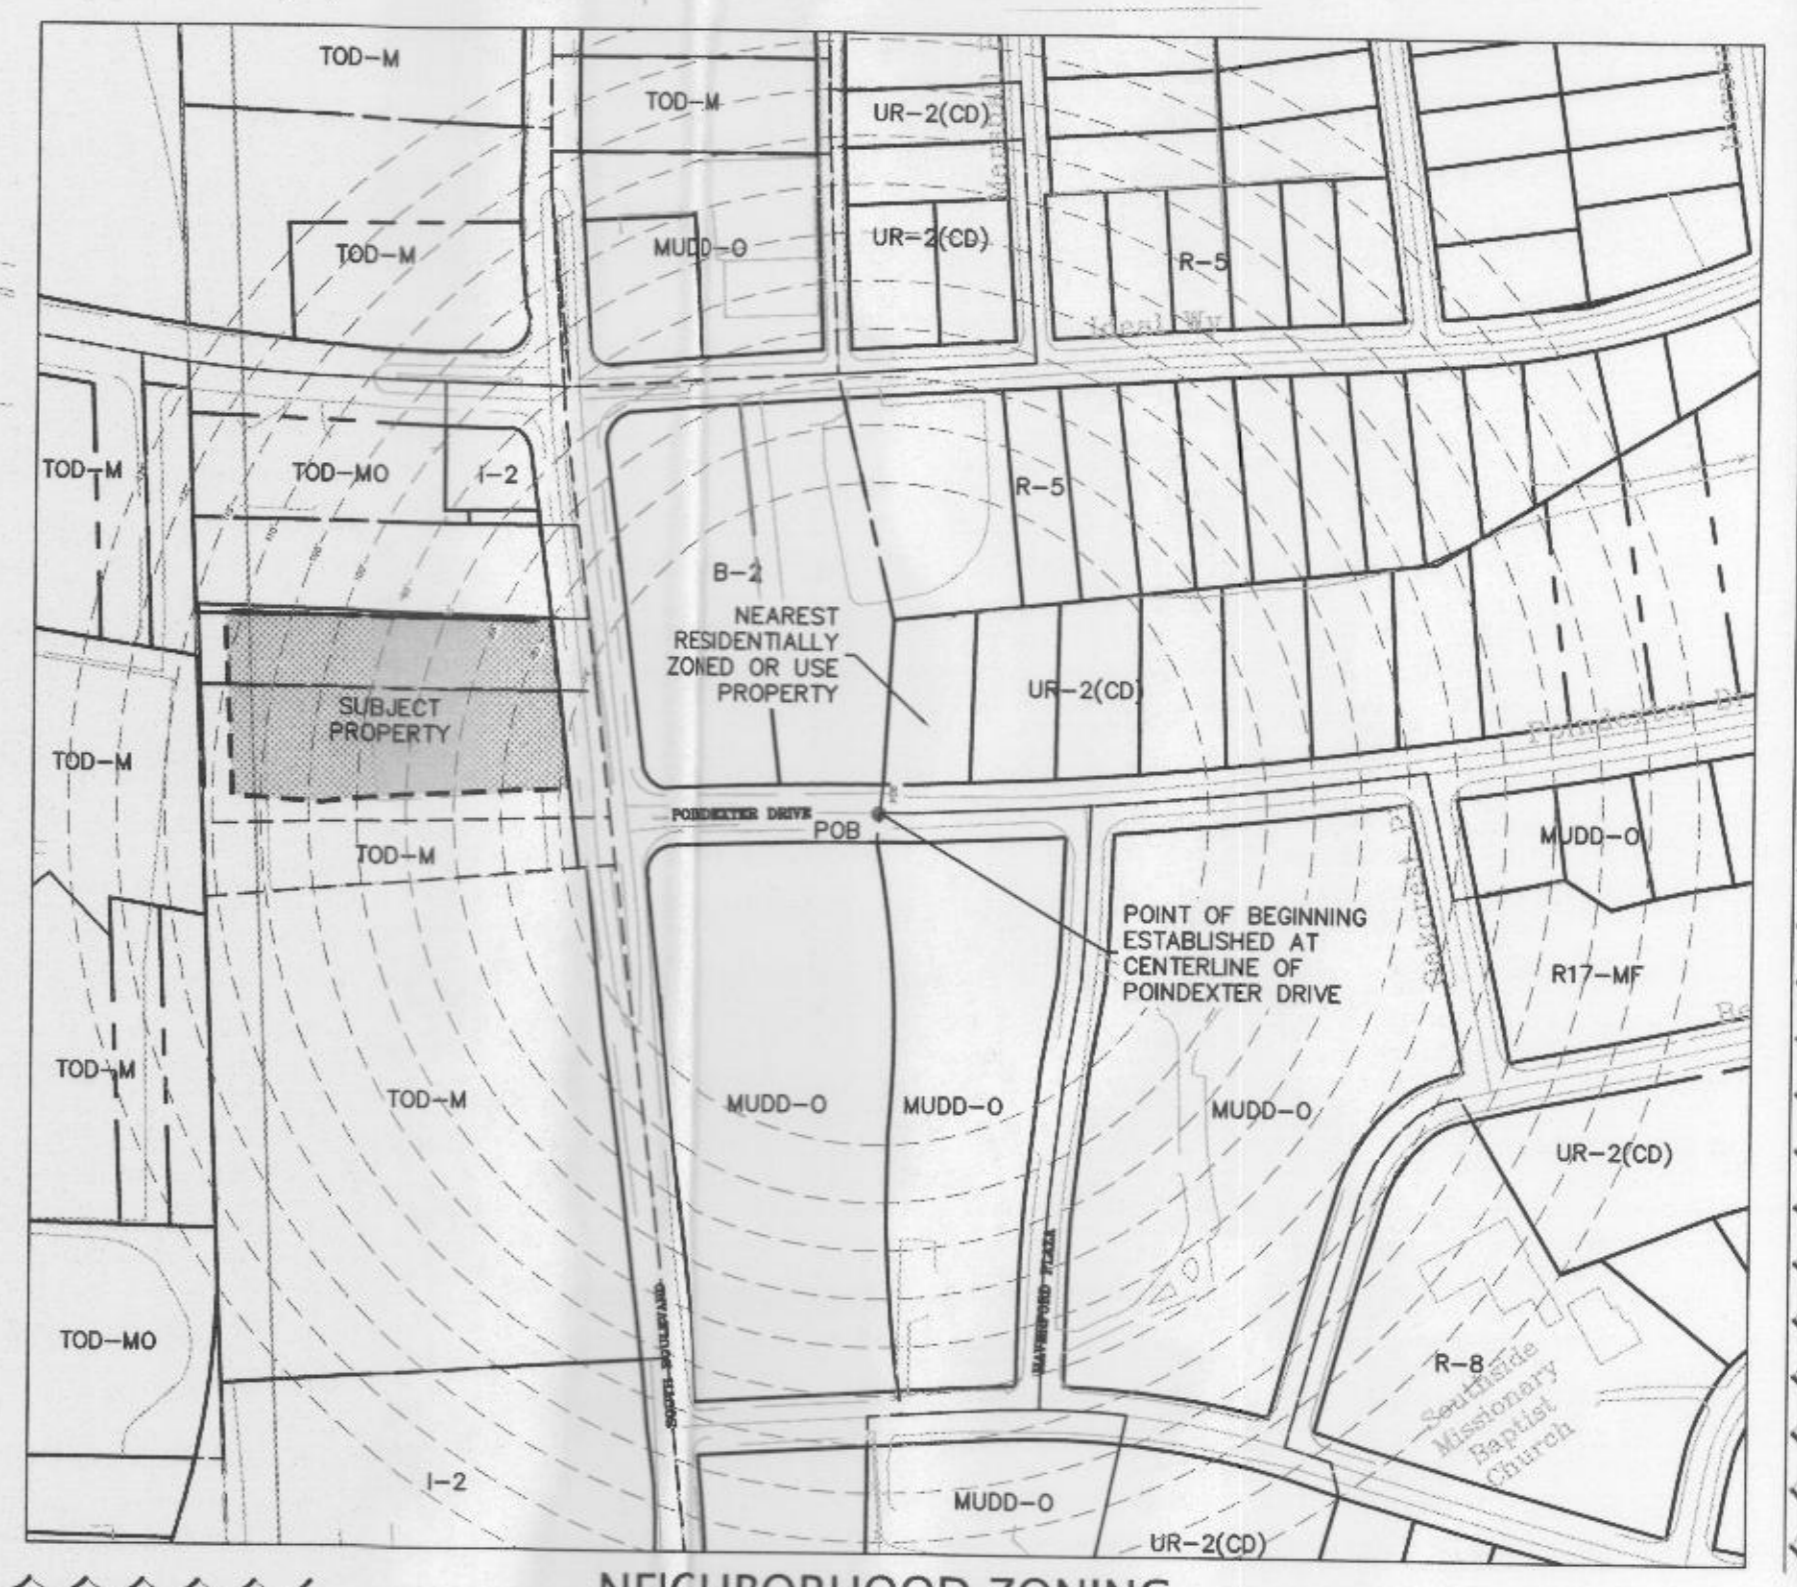 TOD-M
TOD-M
UR-2(CD)
TOD-M
MUDD-O
UR-2(CD)
R-5
Ideal Wy
TOD-M
TOD-MO
I-2
R-5
B-2
NEAREST
RESIDENTIALLY
ZONED OR USE
PROPERTY
UR-2(CD)
SUBJECT
PROPERTY
Poindexter Dr
TOD-M
POINDEXTER DRIVE
POB
MUDD-O
TOD-M
POINT OF BEGINNING
ESTABLISHED AT
CENTERLINE OF
POINDEXTER DRIVE
R17-MF
TOD-M
TOD-M
MUDD-O
MUDD-O
MUDD-O
UR-2(CD)
SOUTH BOULEVARD
HAVERFORD PLAZA
TOD-MO
R-8
Southside
Missionary
Baptist
Church
I-2
MUDD-O
UR-2(CD)
NEIGHBORHOOD ZONING